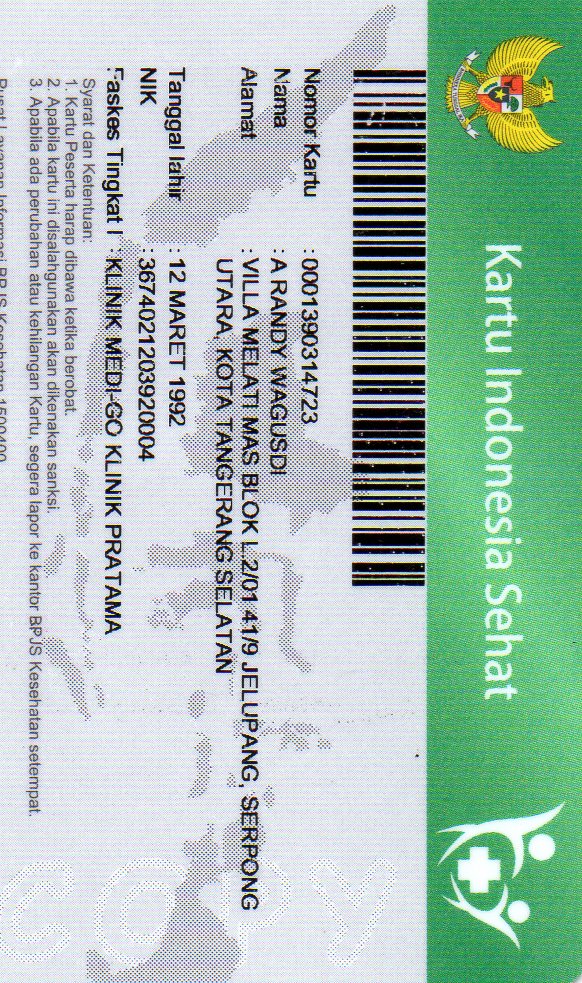 Kartu Indonesia Sehat
Nomor Kartu : 0001390314723
Nama : A RANDY WAGUSDI
Alamat : VILLA MELATI MAS BLOK L.2/01 41/9 JELUPANG, SERPONG
UTARA, KOTA TANGERANG SELATAN
Tanggal lahir : 12 MARET 1992
NIK : 3674021203920004
Faskes Tingkat I : KLINIK MEDI-GO KLINIK PRATAMA
Syarat dan Ketentuan:
1. Kartu Peserta harap dibawa ketika berobat.
2. Apabila kartu ini disalahgunakan akan dikenakan sanksi.
3. Apabila ada perubahan atau kehilangan Kartu, segera lapor ke kantor BPJS Kesehatan setempat.
Pusat Layanan Informasi BPJS Kesehatan 1500400
COPY